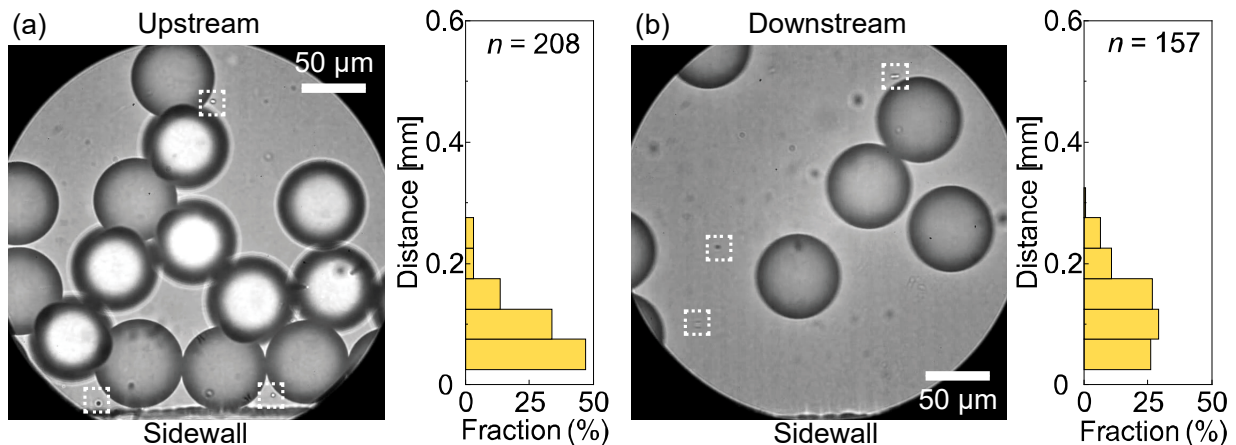 (a) Upstream
50 µm
Sidewall
0.6
0.4
0.2
0
Distance [mm]
n = 208
0 25 50
Fraction (%)
(b) Downstream
50 µm
Sidewall
0.6
0.4
0.2
0
Distance [mm]
n = 157
0 25 50
Fraction (%)